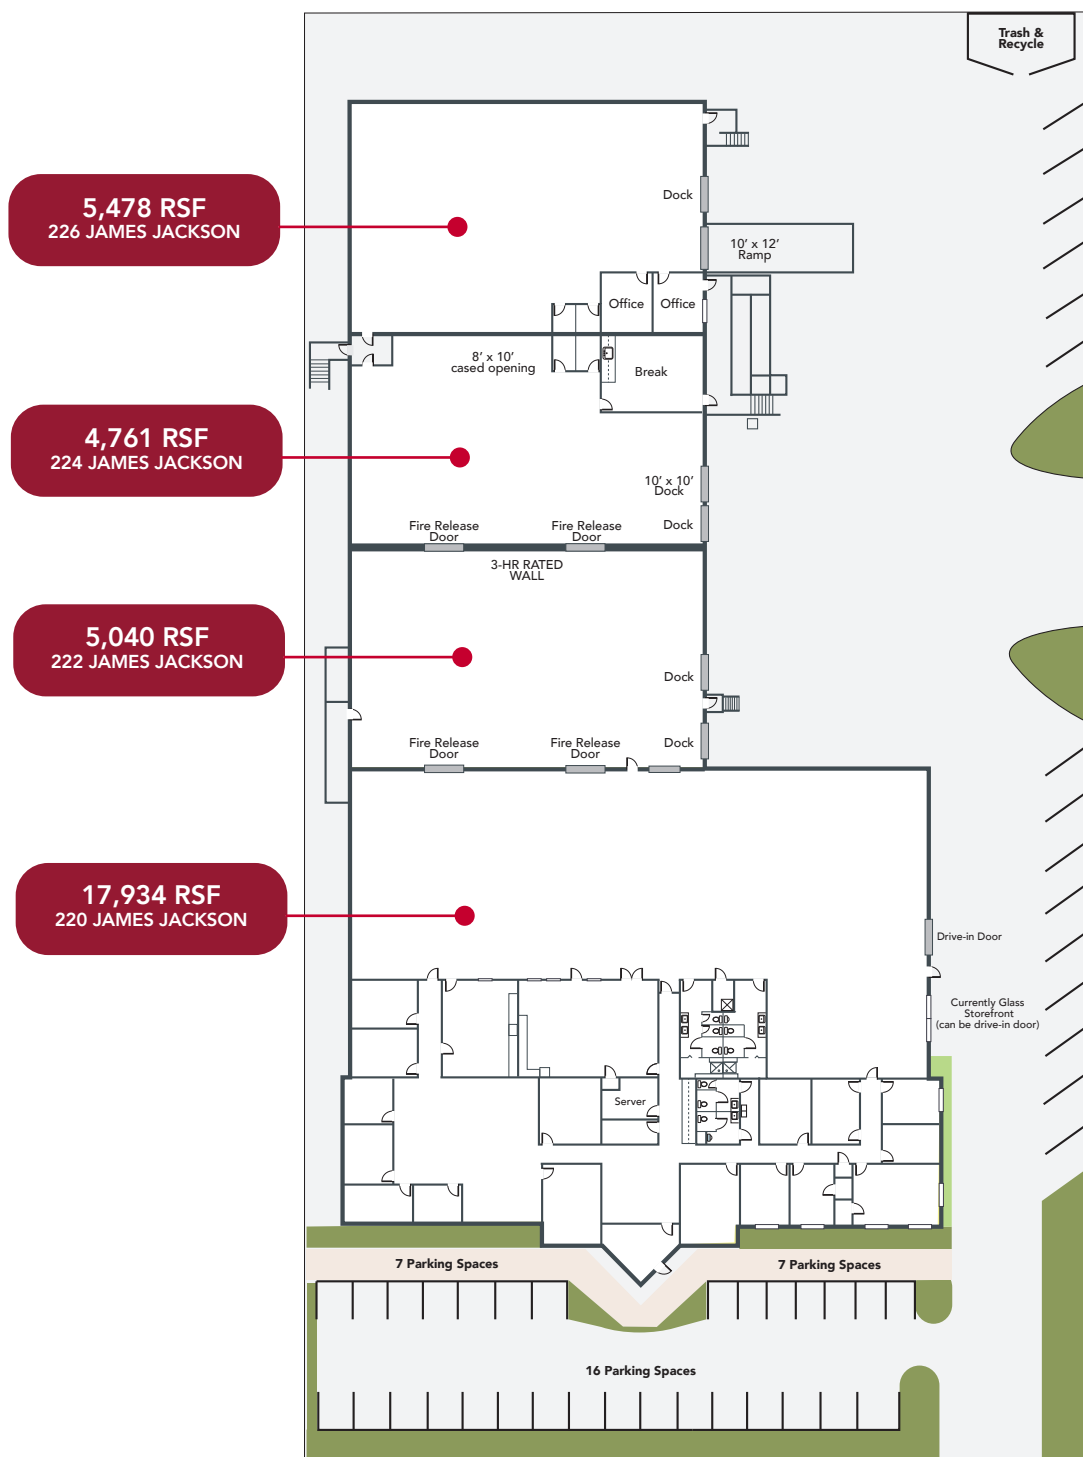 Trash &
Recycle
5,478 RSF
226 JAMES JACKSON
Dock
10’ x 12’
Ramp
Office
Office
8’ x 10’
cased opening
Break
4,761 RSF
224 JAMES JACKSON
10’ x 10’
Dock
Fire Release
Door
Fire Release
Door
Dock
3-HR RATED
WALL
5,040 RSF
222 JAMES JACKSON
Dock
Fire Release
Door
Fire Release
Door
Dock
17,934 RSF
220 JAMES JACKSON
Drive-in Door
Currently Glass
Storefront
(can be drive-in door)
Server
7 Parking Spaces
7 Parking Spaces
16 Parking Spaces